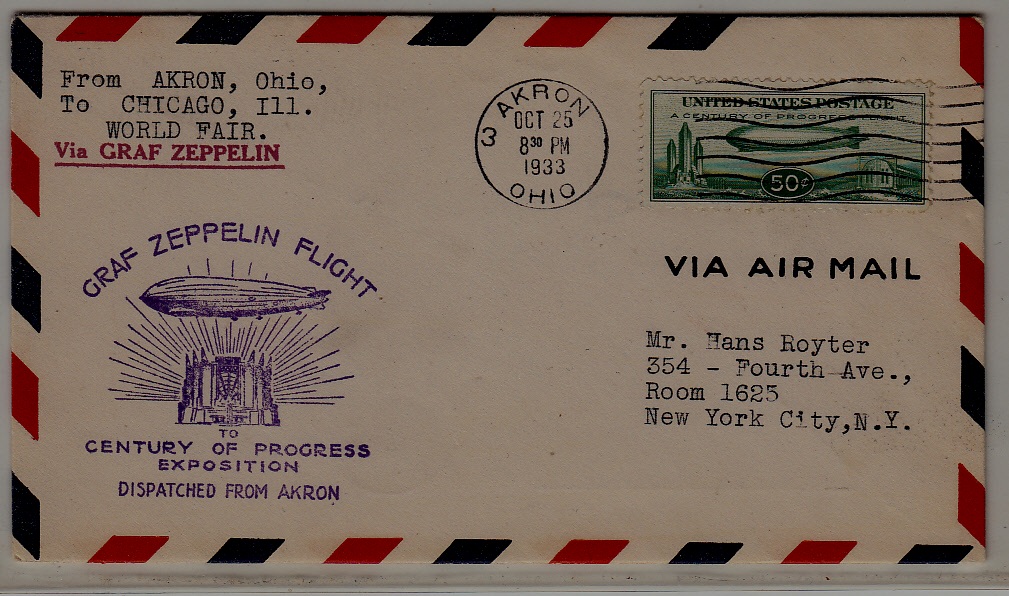 From AKRON, Ohio,
To CHICAGO, Ill.
WORLD FAIR.
Via GRAF ZEPPELIN
3 AKRON
OCT 25
8³⁰ PM
1933
OHIO
UNITED STATES POSTAGE
A CENTURY OF PROGRESS FLIGHT
50¢
GRAF ZEPPELIN FLIGHT
TO
CENTURY OF PROGRESS
EXPOSITION
DISPATCHED FROM AKRON
VIA AIR MAIL
Mr. Hans Royter
354 - Fourth Ave.,
Room 1625
New York City,N.Y.